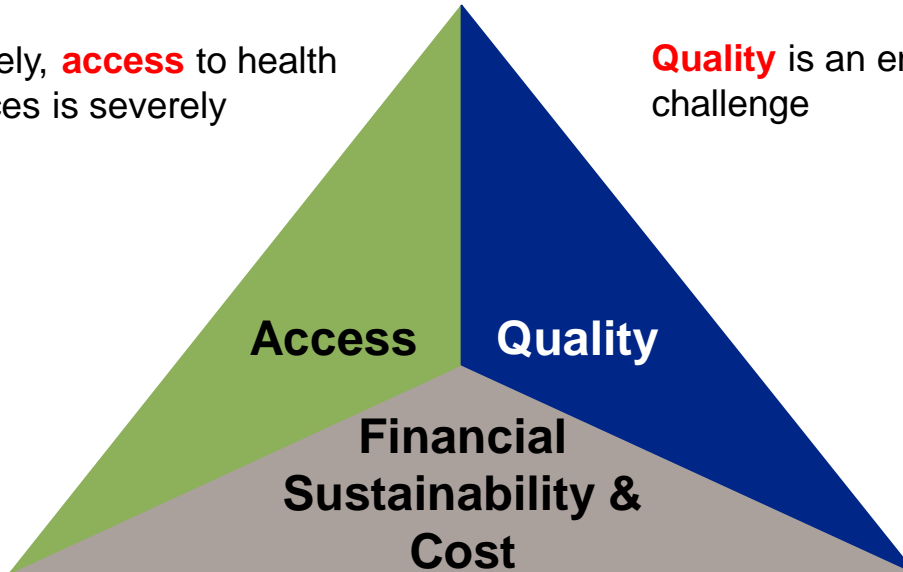 ely, access to health
ces is severely
Quality is an en
challenge
Access
Quality
Financial
Sustainability &
Cost